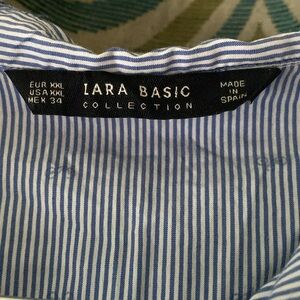 EUR XXL
USA XXL
MEX 34
ZARA BASIC
COLLECTION
MADE
IN
SPAIN